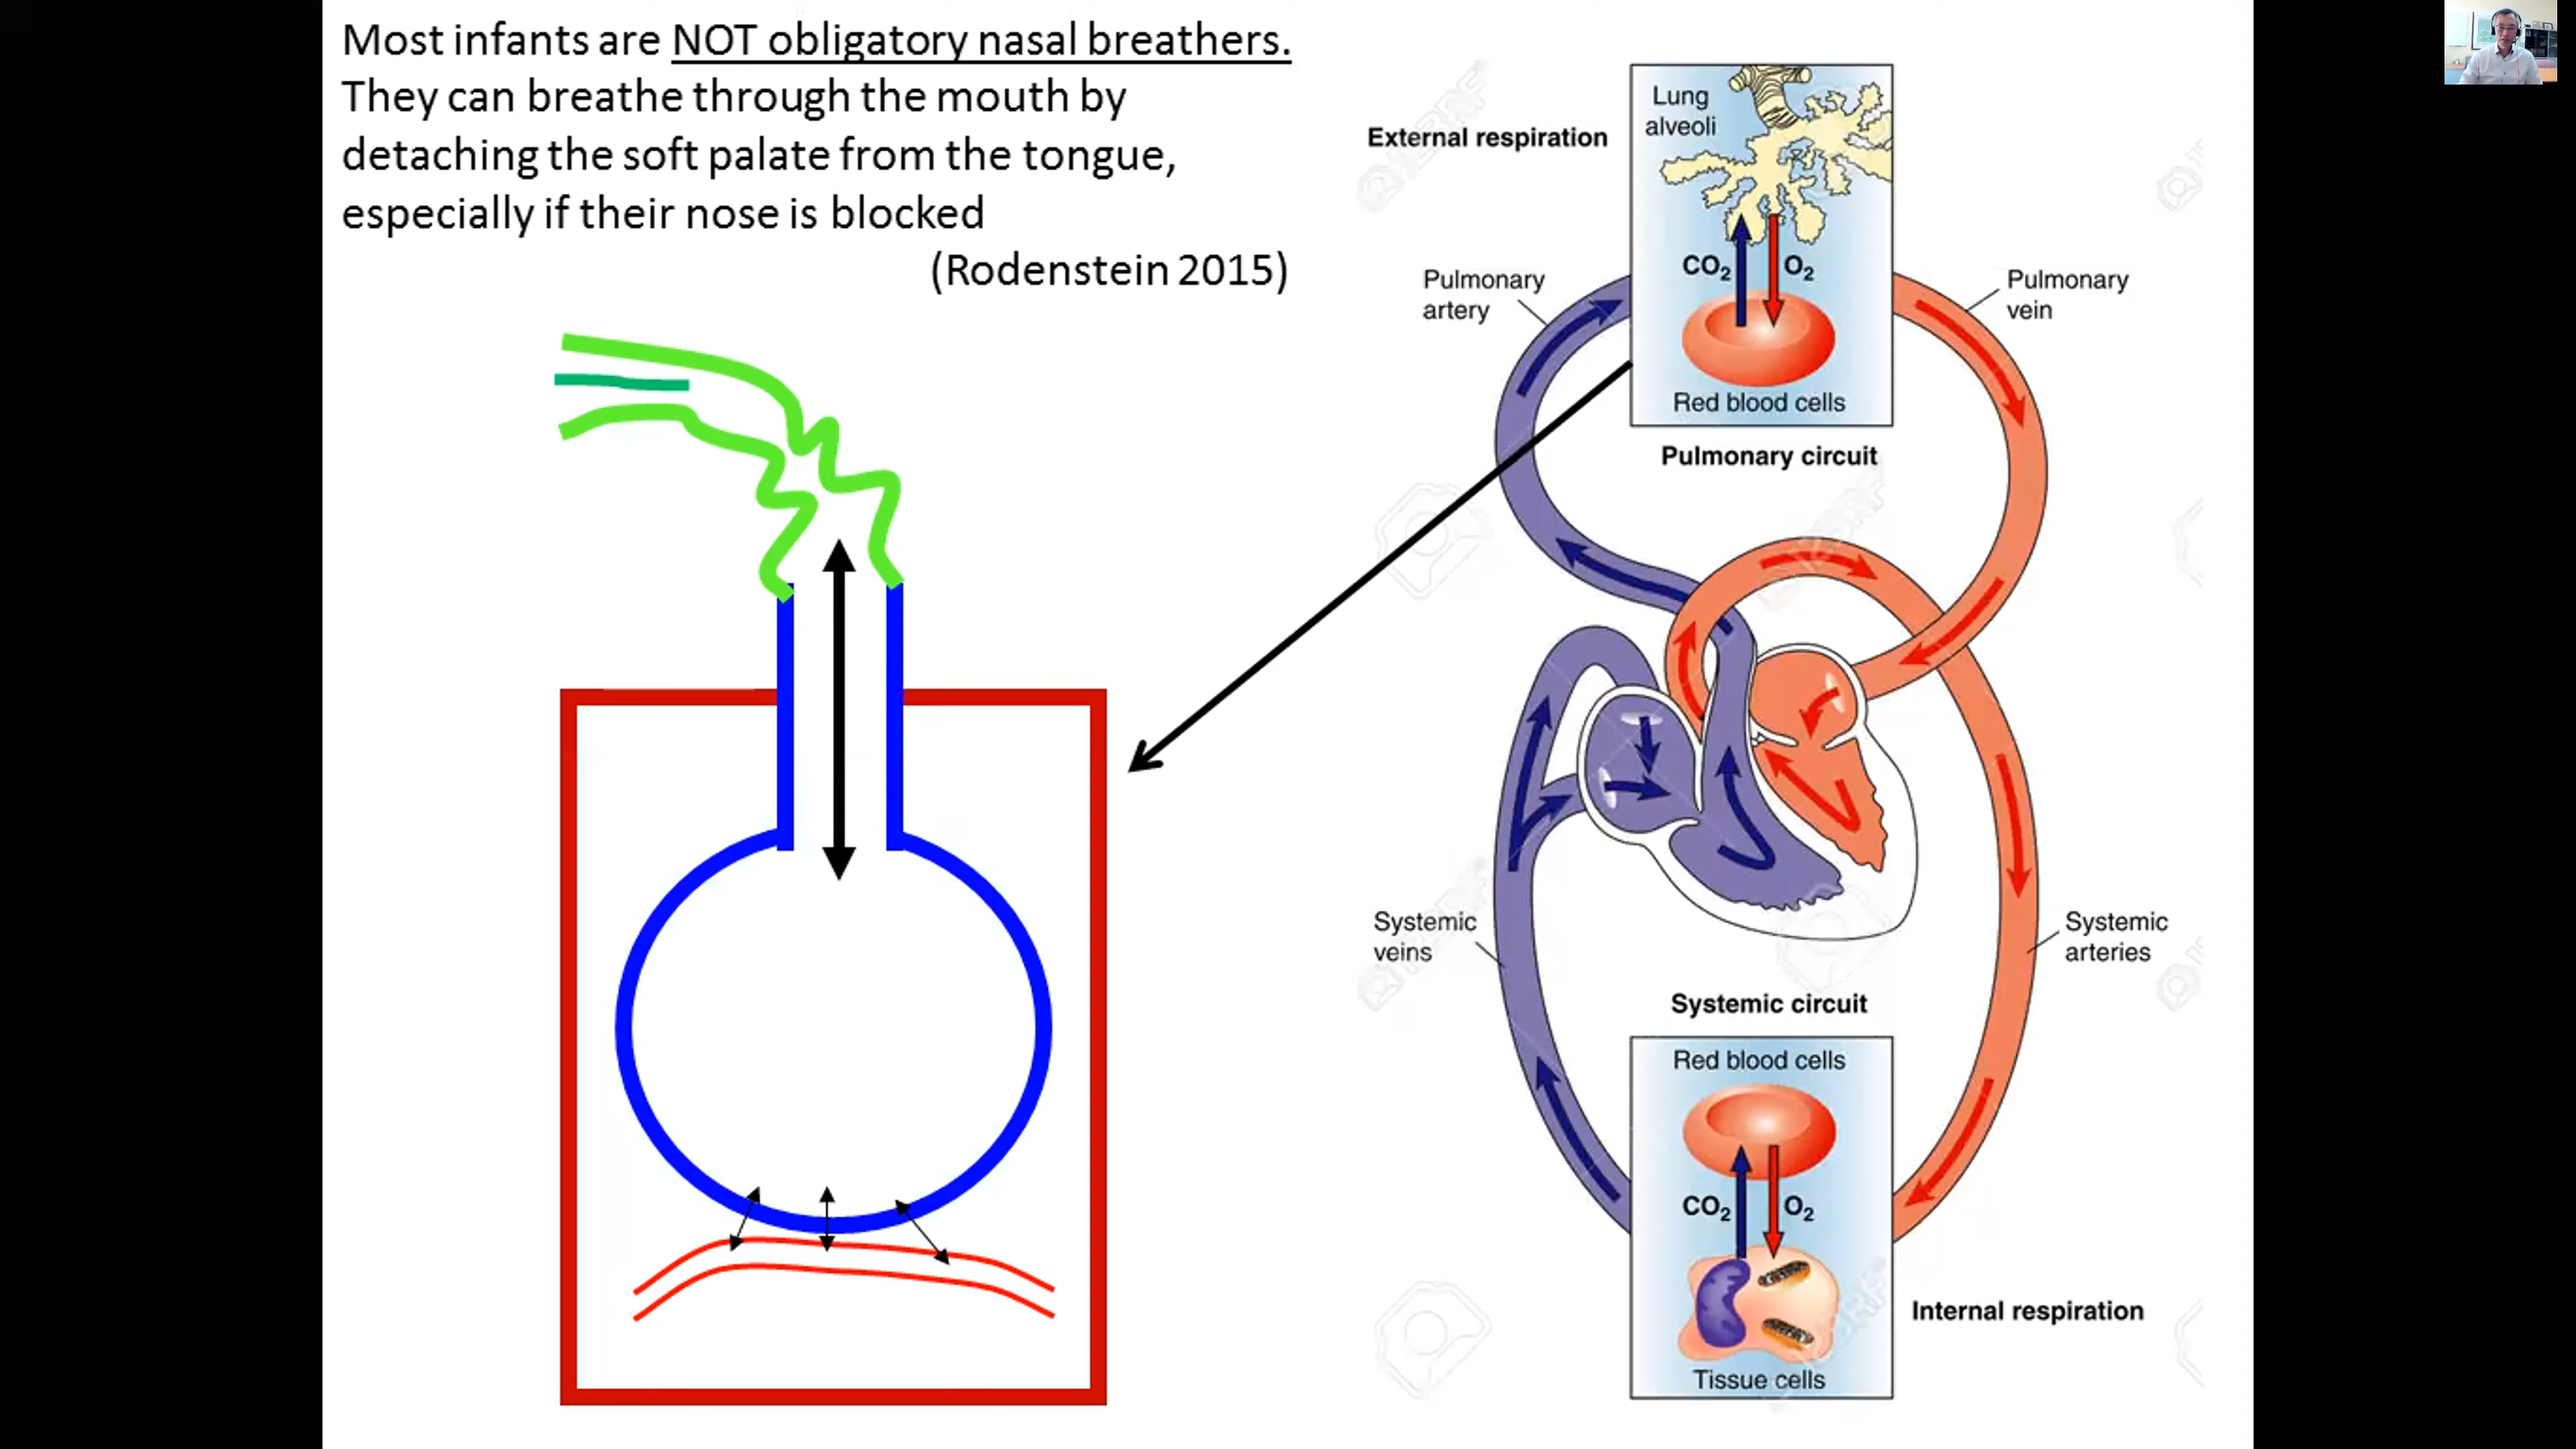 Most infants are NOT obligatory nasal breathers.
They can breathe through the mouth by
detaching the soft palate from the tongue,
especially if their nose is blocked
(Rodenstein 2015)
Lung
alveoli
External respiration
CO₂
O₂
Red blood cells
Pulmonary
artery
Pulmonary
vein
Pulmonary circuit
Systemic
veins
Systemic
arteries
Systemic circuit
Red blood cells
CO₂
O₂
Tissue cells
Internal respiration